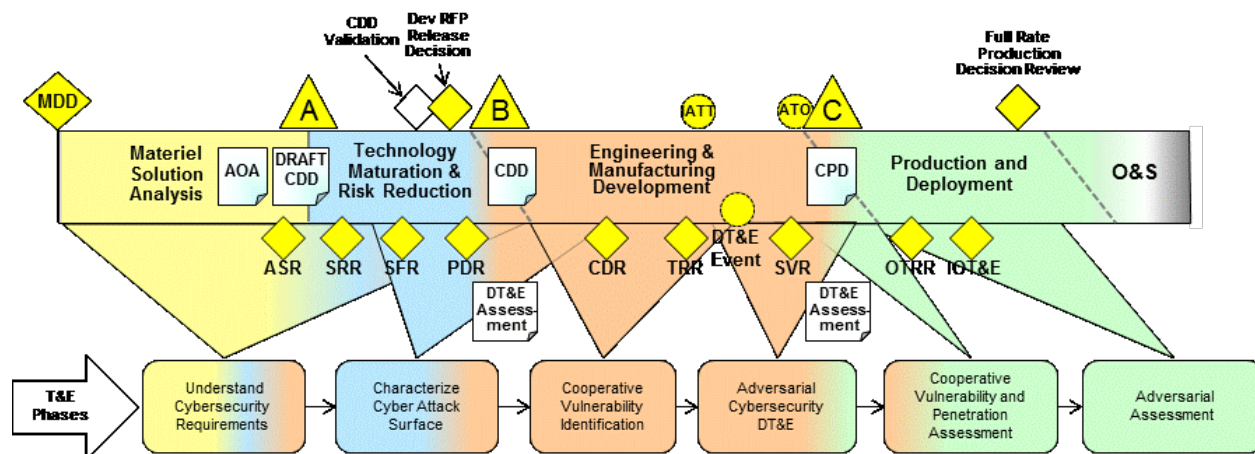 CDD
Validation
Dev RFP
Release
Decision
Full Rate
Production
Decision Review
MDD
A
B
IATT
ATO
C
Materiel
Solution
Analysis
AOA
DRAFT
CDD
Technology
Maturation &
Risk Reduction
CDD
Engineering &
Manufacturing
Development
CPD
Production and
Deployment
O&S
ASR
SRR
SFR
PDR
CDR
TRR
DT&E
Event
SVR
OTRR
IOT&E
DT&E
Assess-
ment
DT&E
Assess-
ment
T&E
Phases
Understand
Cybersecurity
Requirements
Characterize
Cyber Attack
Surface
Cooperative
Vulnerability
Identification
Adversarial
Cybersecurity
DT&E
Cooperative
Vulnerability and
Penetration
Assessment
Adversarial
Assessment